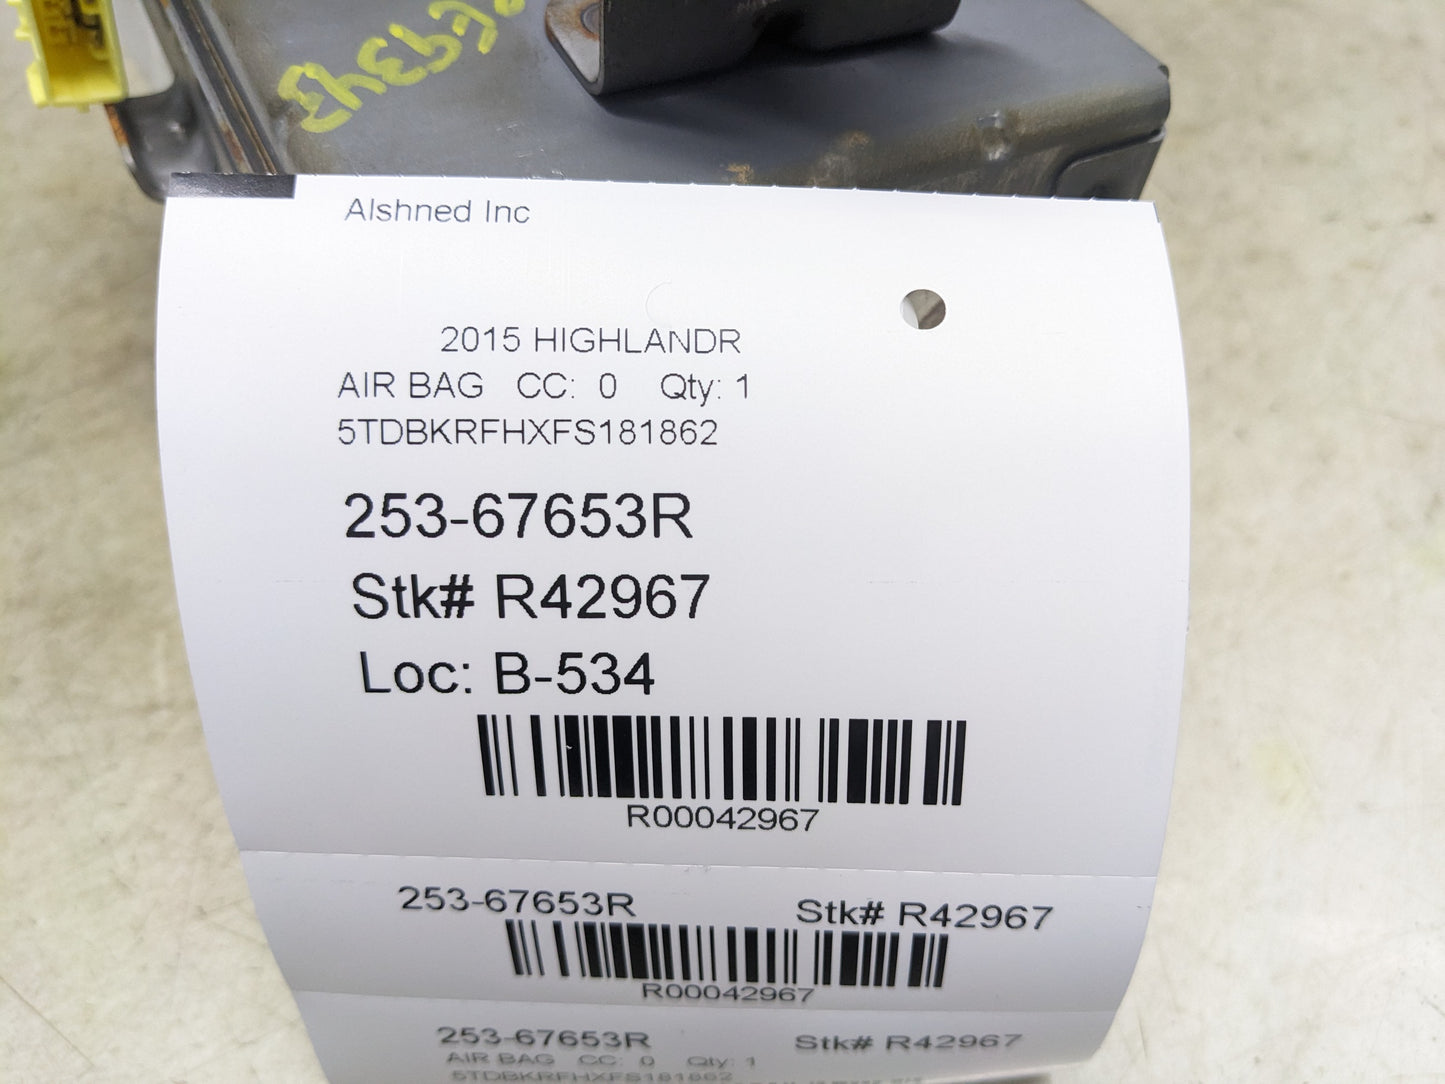 Alshned Inc
2015 HIGHLANDR
AIR BAG CC: 0 Qty: 1
5TDBKRFHXFS181862
253-67653R
Stk# R42967
Loc: B-534
R00042967
253-67653R Stk# R42967
R00042967
253-67653R Stk# R42967
AIR BAG CC: 0 Qty: 1
5TDBKRFHXFS181862